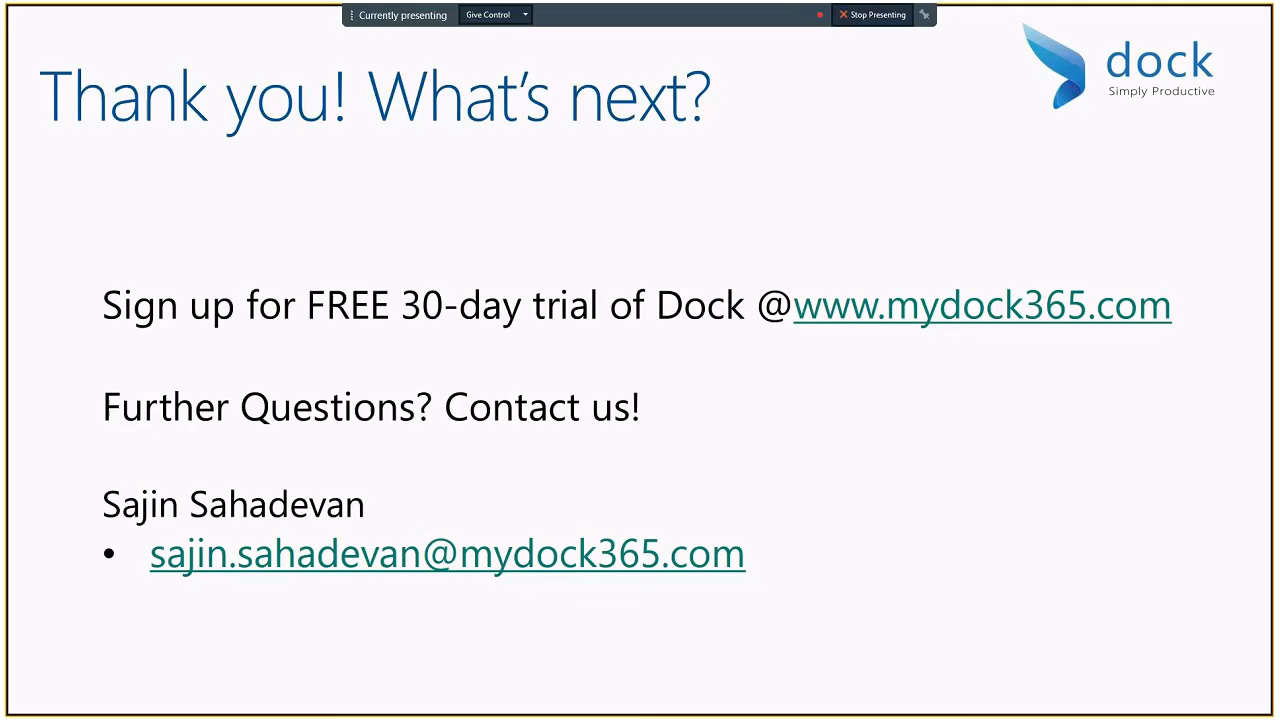 Currently presenting Give Control Stop Presenting
dock
Simply Productive
Thank you! What's next?
Sign up for FREE 30-day trial of Dock @www.mydock365.com
Further Questions? Contact us!
Sajin Sahadevan
• sajin.sahadevan@mydock365.com